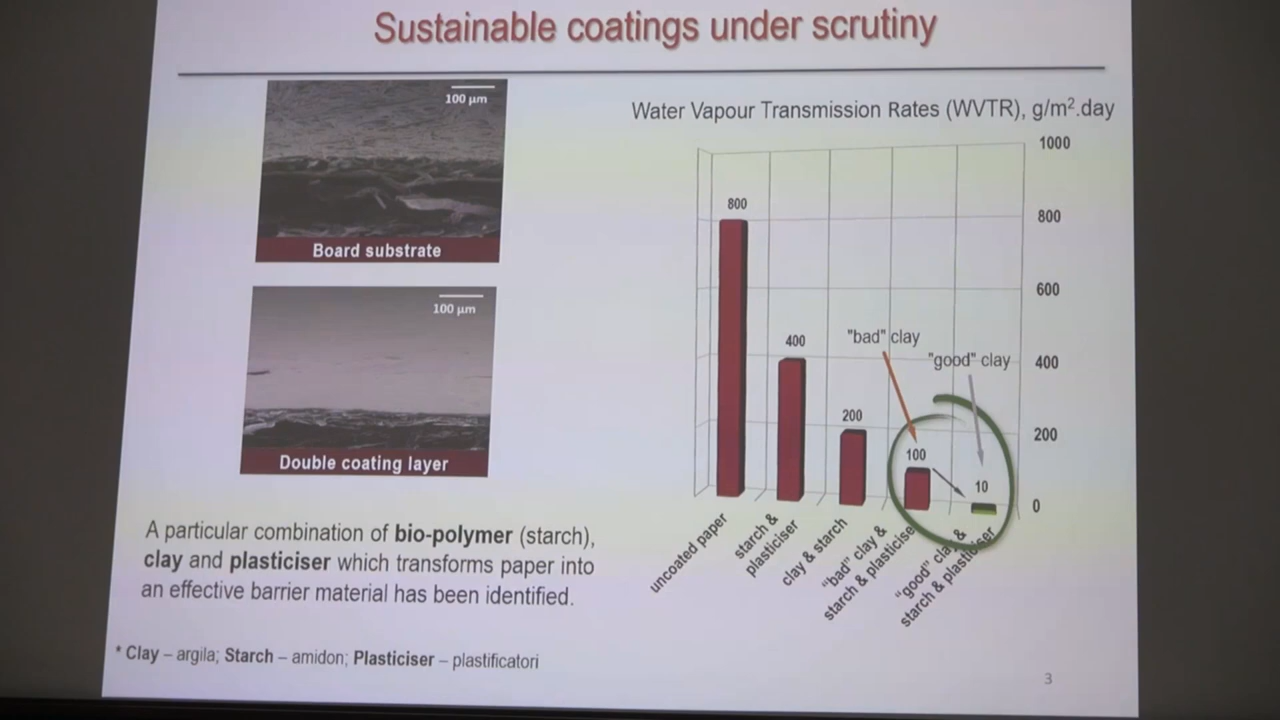 Sustainable coatings under scrutiny
100 µm
Board substrate
100 µm
Double coating layer
A particular combination of bio-polymer (starch),
clay and plasticiser which transforms paper into
an effective barrier material has been identified.
* Clay – argila; Starch – amidon; Plasticiser – plastificatori
Water Vapour Transmission Rates (WVTR), g/m².day
1000
800
600
400
200
0
800
400
200
100
10
"bad" clay
"good" clay
uncoated paper
starch &
plasticiser
clay & starch
"bad" clay &
starch & plasticise
"good" clay &
starch & plasticiser
3